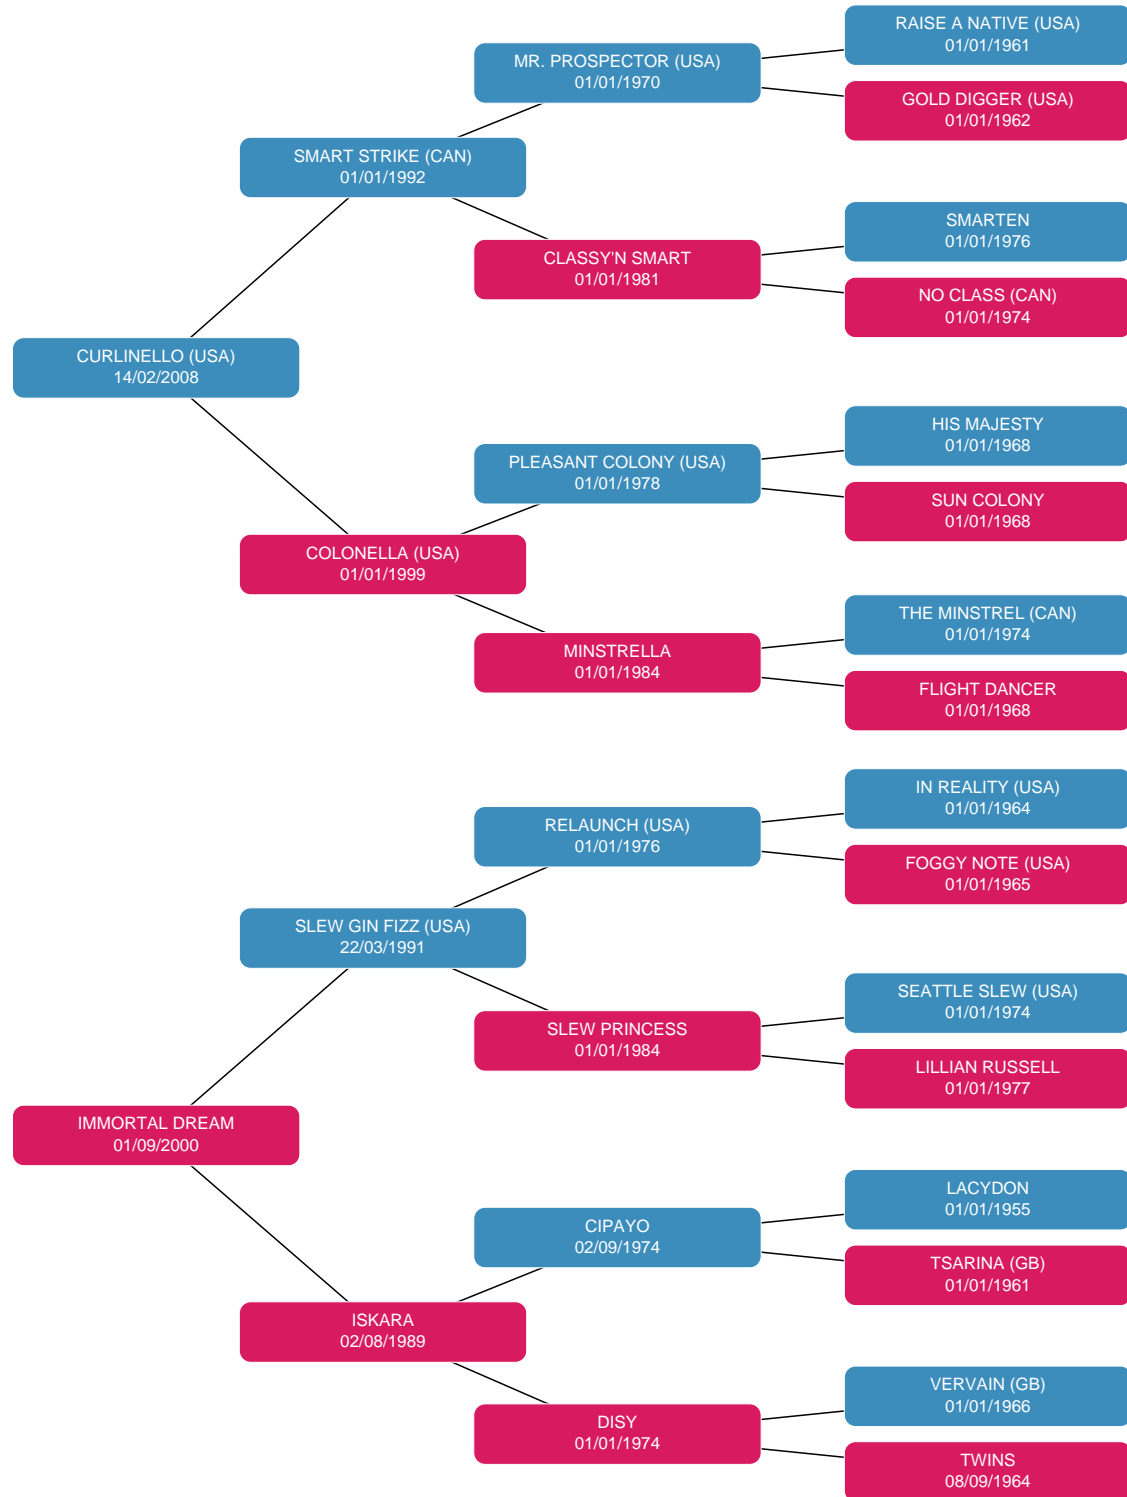 RAISE A NATIVE (USA)
01/01/1961
MR. PROSPECTOR (USA)
01/01/1970
GOLD DIGGER (USA)
01/01/1962
SMART STRIKE (CAN)
01/01/1992
SMARTEN
01/01/1976
CLASSY'N SMART
01/01/1981
NO CLASS (CAN)
01/01/1974
CURLINELLO (USA)
14/02/2008
HIS MAJESTY
01/01/1968
PLEASANT COLONY (USA)
01/01/1978
SUN COLONY
01/01/1968
COLONELLA (USA)
01/01/1999
THE MINSTREL (CAN)
01/01/1974
MINSTRELLA
01/01/1984
FLIGHT DANCER
01/01/1968
IN REALITY (USA)
01/01/1964
RELAUNCH (USA)
01/01/1976
FOGGY NOTE (USA)
01/01/1965
SLEW GIN FIZZ (USA)
22/03/1991
SEATTLE SLEW (USA)
01/01/1974
SLEW PRINCESS
01/01/1984
LILLIAN RUSSELL
01/01/1977
IMMORTAL DREAM
01/09/2000
LACYDON
01/01/1955
CIPAYO
02/09/1974
TSARINA (GB)
01/01/1961
ISKARA
02/08/1989
VERVAIN (GB)
01/01/1966
DISY
01/01/1974
TWINS
08/09/1964